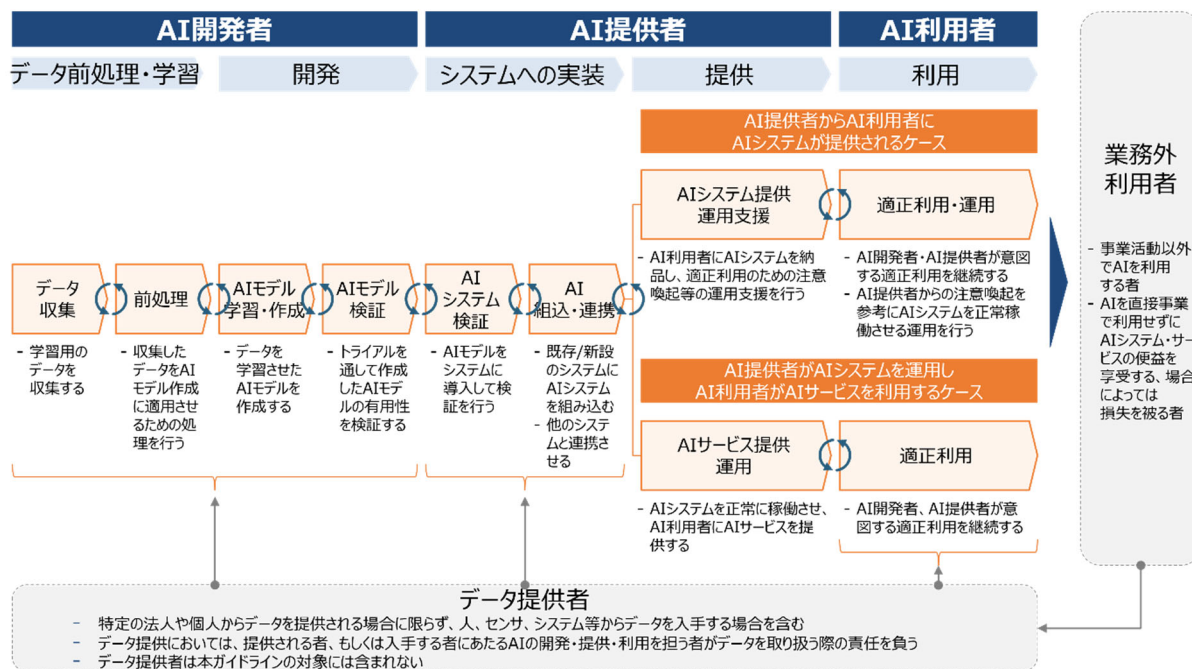 AI開発者
AI提供者
AI利用者
データ前処理・学習
開発
システムへの実装
提供
利用
AI提供者からAI利用者に
AIシステムが提供されるケース
AIシステム提供
運用支援
適正利用・運用
- AI利用者にAIシステムを納
品し、適正利用のための注意
喚起等の運用支援を行う
- AI開発者・AI提供者が意図
する適正利用を継続する
- AI提供者からの注意喚起を
参考にAIシステムを正常稼
働させる運用を行う
データ
収集
前処理
AIモデル
学習・作成
AIモデル
検証
AI
システム
検証
AI
組込・連携
- 学習用の
データを
収集する
- 収集した
データをAI
モデル作成
に適用させ
るための処
理を行う
- データを
学習させた
AIモデルを
作成する
- トライアルを
通して作成
したAIモデ
ルの有用性
を検証する
- AIモデルを
システムに
導入して検
証を行う
- 既存/新設
のシステムに
AIシステム
を組み込む
- 他のシステ
ムと連携さ
せる
AI提供者がAIシステムを運用し
AI利用者がAIサービスを利用するケース
AIサービス提供
運用
適正利用
- AIシステムを正常に稼働させ、
AI利用者にAIサービスを提
供する
- AI開発者、AI提供者が意
図する適正利用を継続する
業務外
利用者
- 事業活動以外
でAIを利用
する者
- AIを直接事業
で利用せずに
AIシステム・サー
ビスの便益を
享受する、場合
によっては
損失を被る者
データ提供者
- 特定の法人や個人からデータを提供される場合に限らず、人、センサ、システム等からデータを入手する場合を含む
- データ提供においては、提供される者、もしくは入手する者にあたるAIの開発・提供・利用を担う者がデータを取り扱う際の責任を負う
- データ提供者は本ガイドラインの対象には含まれない